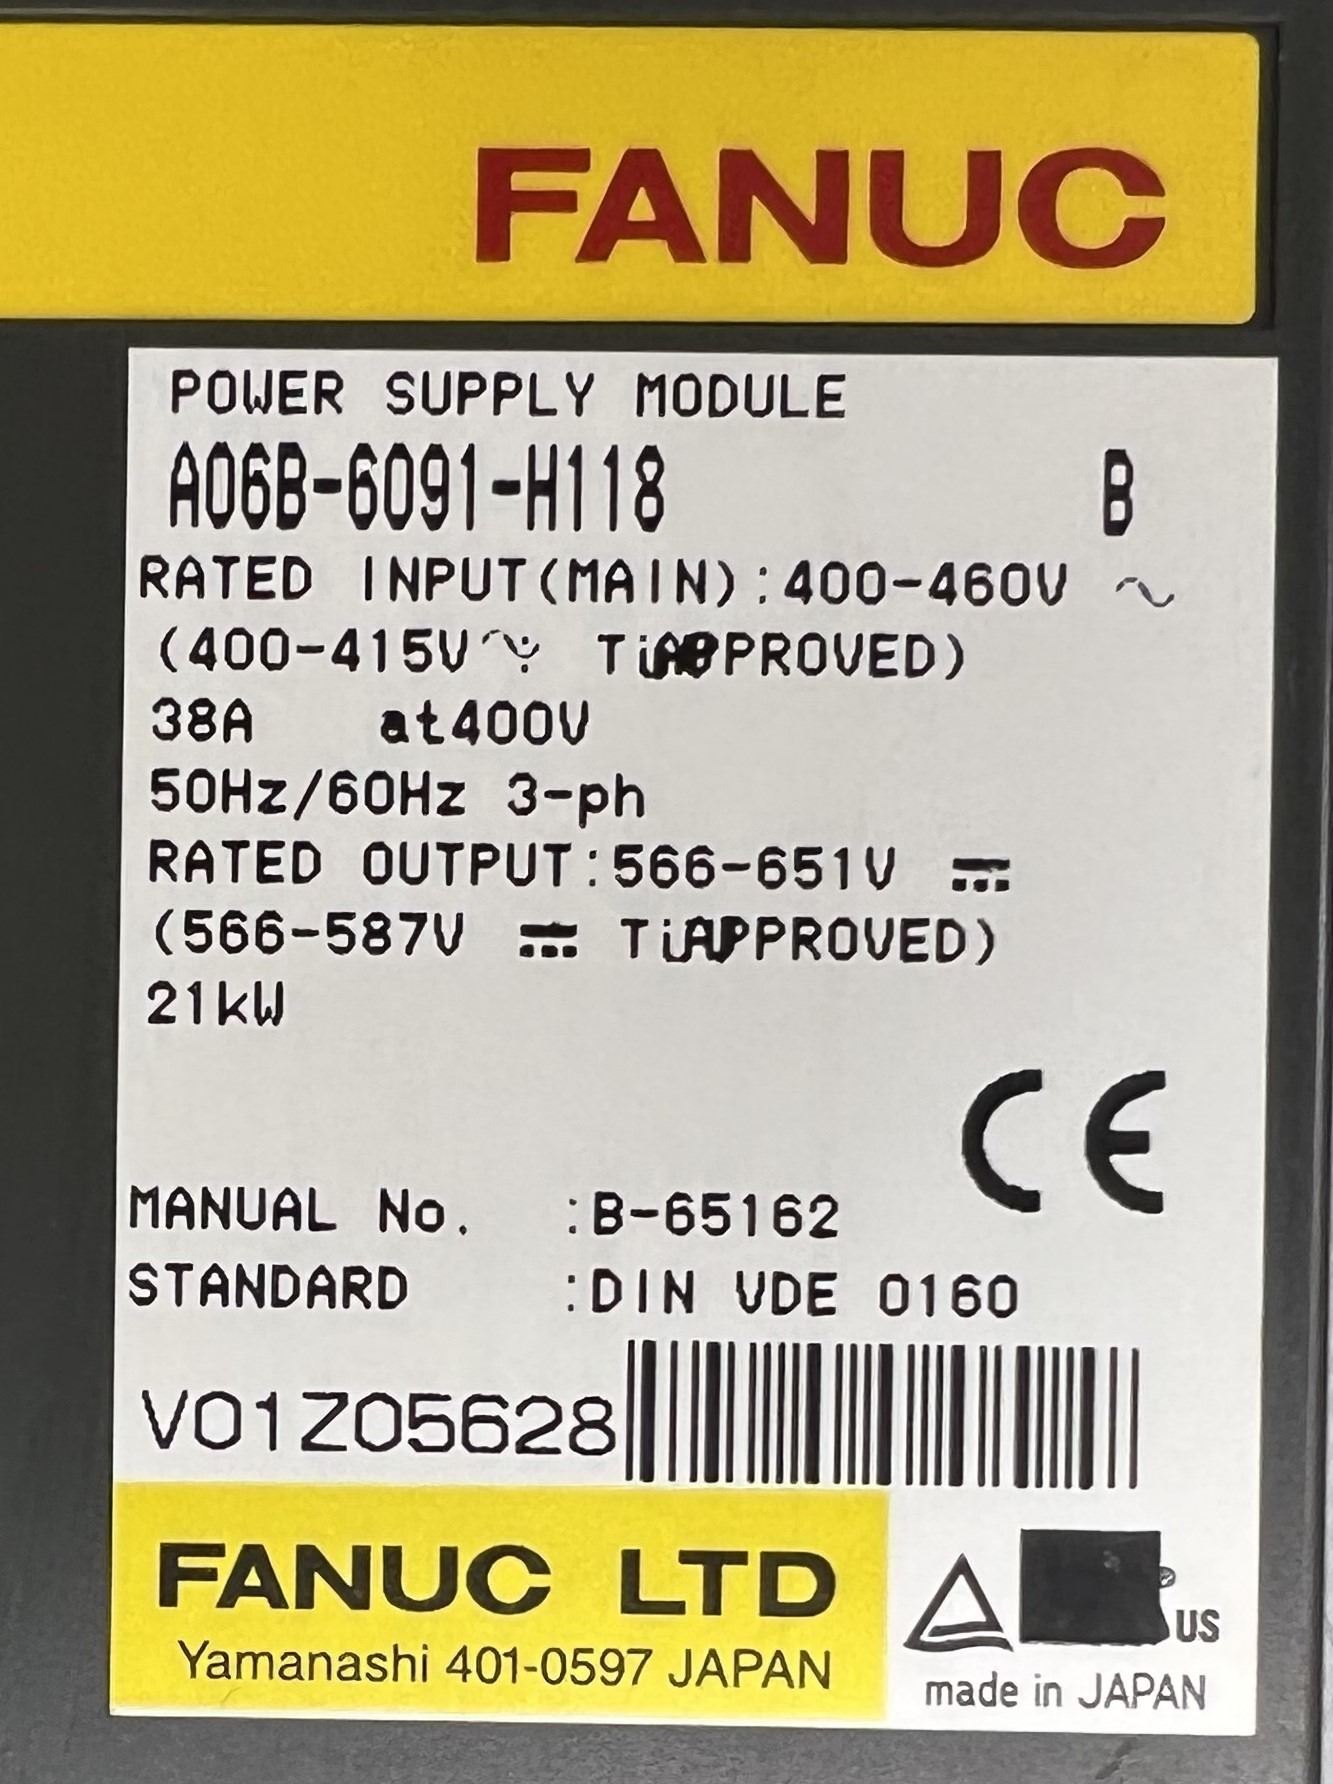 FANUC
POWER SUPPLY MODULE
A06B-6091-H118 B
RATED INPUT(MAIN):400-460V ~
(400-415V~ APPROVED)
38A at400V
50Hz/60Hz 3-ph
RATED OUTPUT:566-651V ⎓
(566-587V ⎓ APPROVED)
21kW
CE
MANUAL No. :B-65162
STANDARD :DIN VDE 0160
V01Z05628
FANUC LTD
Yamanashi 401-0597 JAPAN
US
made in JAPAN